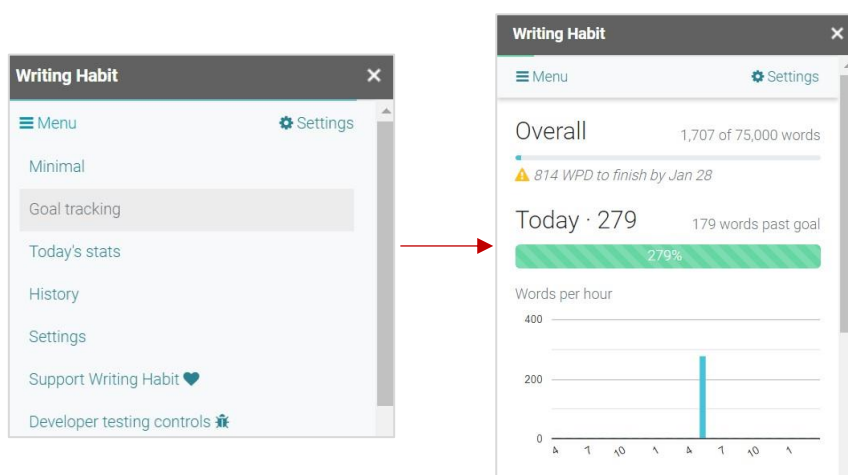 Writing Habit ×
Menu Settings
Minimal
Goal tracking
Today's stats
History
Settings
Support Writing Habit
Developer testing controls
Writing Habit ×
Menu Settings
Overall 1,707 of 75,000 words
814 WPD to finish by Jan 28
Today · 279 179 words past goal
279%
Words per hour
400
200
0
4 7 10 1 4 7 10 1